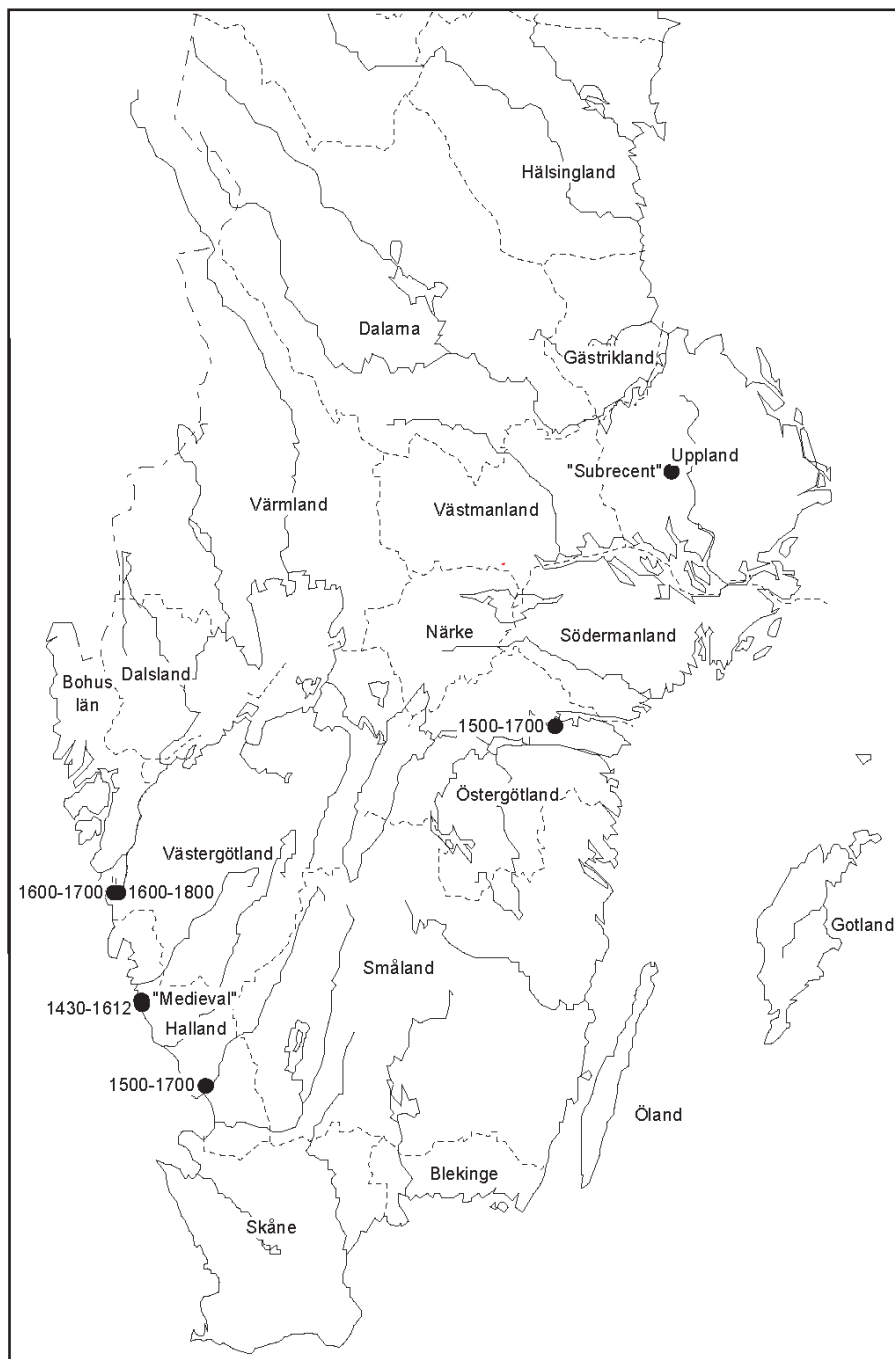 Hälsingland
Dalarna
Gästrikland
Uppland
"Subrecent"
Värmland
Västmanland
Närke
Södermanland
Dalsland
Bohus
län
1500-1700
Östergötland
Västergötland
1600-1700 1600-1800
Gotland
Småland
"Medieval"
1430-1612
Halland
1500-1700
Öland
Blekinge
Skåne